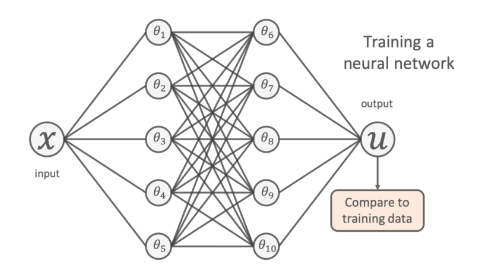 Training a
neural network
θ₁
θ₂
θ₃
θ₄
θ₅
θ₆
θ₇
θ₈
θ₉
θ₁₀
x
input
output
u
Compare to
training data